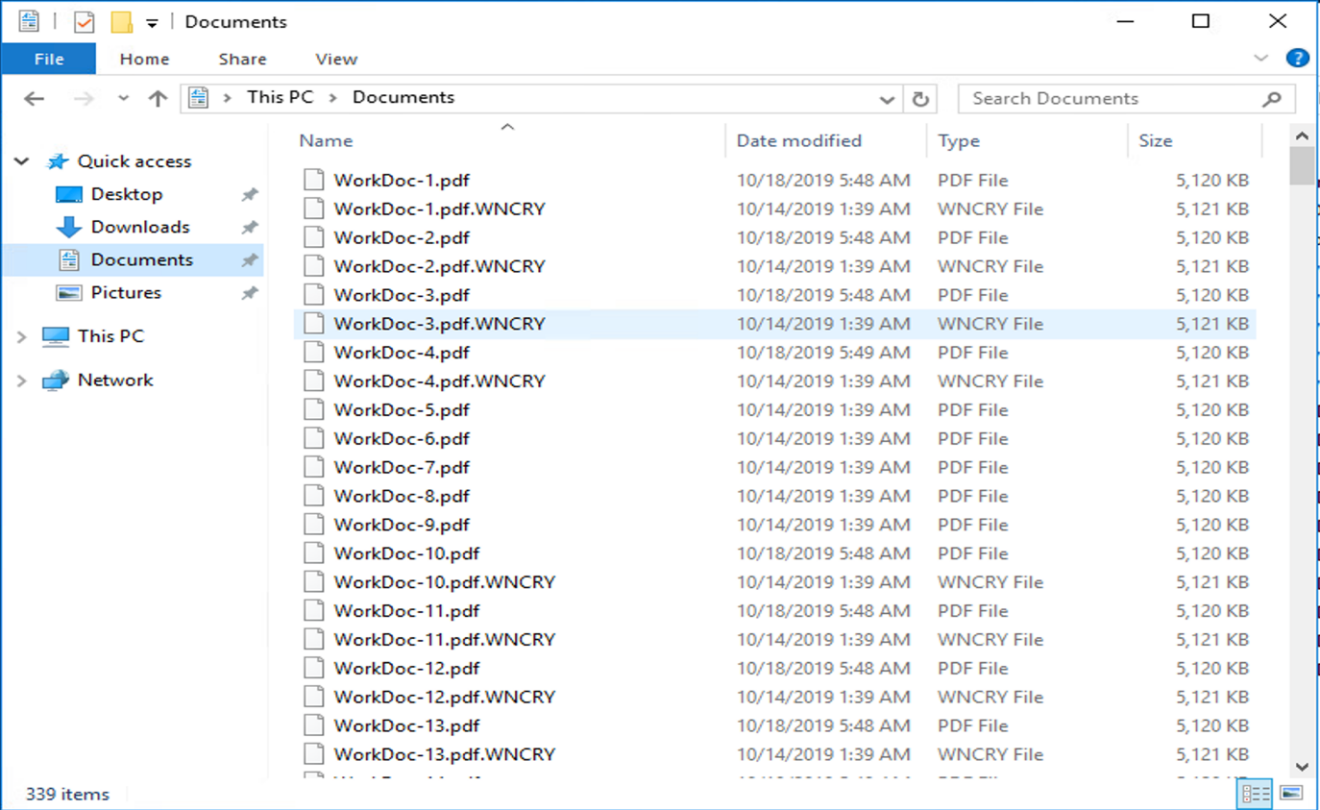 Documents
File Home Share View
This PC > Documents
Search Documents
Name Date modified Type Size
Quick access
Desktop
Downloads
Documents
Pictures
This PC
Network
WorkDoc-1.pdf 10/18/2019 5:48 AM PDF File 5,120 KB
WorkDoc-1.pdf.WNCRY 10/14/2019 1:39 AM WNCRY File 5,121 KB
WorkDoc-2.pdf 10/18/2019 5:48 AM PDF File 5,120 KB
WorkDoc-2.pdf.WNCRY 10/14/2019 1:39 AM WNCRY File 5,121 KB
WorkDoc-3.pdf 10/18/2019 5:48 AM PDF File 5,120 KB
WorkDoc-3.pdf.WNCRY 10/14/2019 1:39 AM WNCRY File 5,121 KB
WorkDoc-4.pdf 10/18/2019 5:49 AM PDF File 5,120 KB
WorkDoc-4.pdf.WNCRY 10/14/2019 1:39 AM WNCRY File 5,121 KB
WorkDoc-5.pdf 10/14/2019 1:39 AM PDF File 5,120 KB
WorkDoc-6.pdf 10/14/2019 1:39 AM PDF File 5,120 KB
WorkDoc-7.pdf 10/14/2019 1:39 AM PDF File 5,120 KB
WorkDoc-8.pdf 10/14/2019 1:39 AM PDF File 5,120 KB
WorkDoc-9.pdf 10/14/2019 1:39 AM PDF File 5,120 KB
WorkDoc-10.pdf 10/18/2019 5:48 AM PDF File 5,120 KB
WorkDoc-10.pdf.WNCRY 10/14/2019 1:39 AM WNCRY File 5,121 KB
WorkDoc-11.pdf 10/18/2019 5:48 AM PDF File 5,120 KB
WorkDoc-11.pdf.WNCRY 10/14/2019 1:39 AM WNCRY File 5,121 KB
WorkDoc-12.pdf 10/18/2019 5:48 AM PDF File 5,120 KB
WorkDoc-12.pdf.WNCRY 10/14/2019 1:39 AM WNCRY File 5,121 KB
WorkDoc-13.pdf 10/18/2019 5:48 AM PDF File 5,120 KB
WorkDoc-13.pdf.WNCRY 10/14/2019 1:39 AM WNCRY File 5,121 KB
339 items